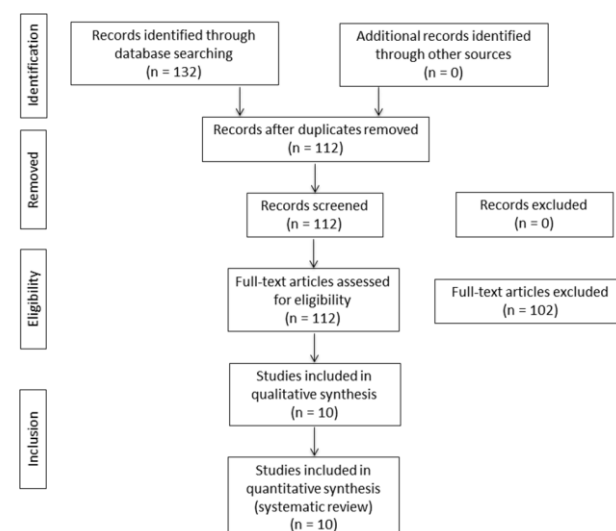 Identification
Records identified through
database searching
(n = 132)
Additional records identified
through other sources
(n = 0)
Records after duplicates removed
(n = 112)
Removed
Records screened
(n = 112)
Records excluded
(n = 0)
Eligibility
Full-text articles assessed
for eligibility
(n = 112)
Full-text articles excluded
(n = 102)
Studies included in
qualitative synthesis
(n = 10)
Inclusion
Studies included in
quantitative synthesis
(systematic review)
(n = 10)